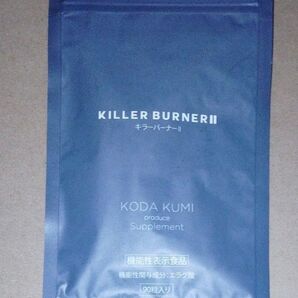 KILLER BURNERⅡ
キラーバーナーⅡ
KODA KUMI
produce
Supplement
機能性表示食品
機能性関与成分:エラグ酸
90粒入り